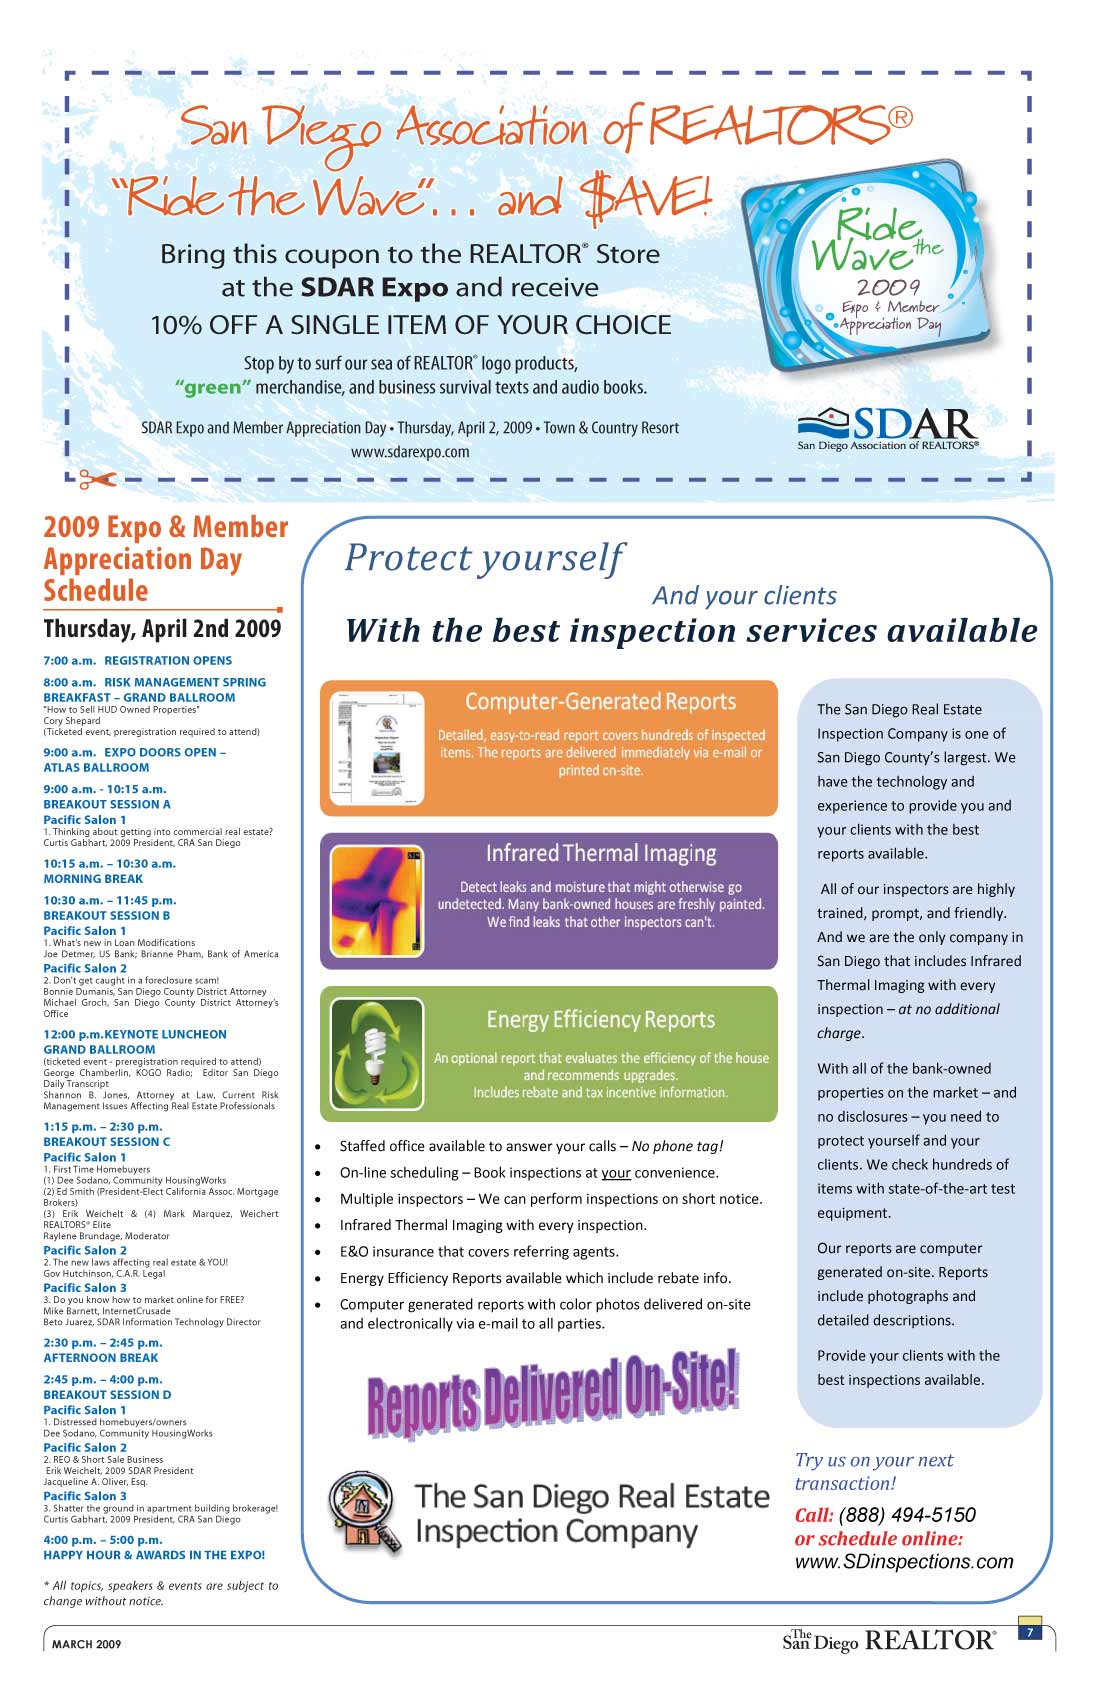 San Diego Association of REALTORS®
“Ride the Wave”... and $AVE!
Bring this coupon to the REALTOR® Store
at the SDAR Expo and receive
10% OFF A SINGLE ITEM OF YOUR CHOICE
Stop by to surf our sea of REALTOR® logo products,
“green” merchandise, and business survival texts and audio books.
SDAR Expo and Member Appreciation Day • Thursday, April 2, 2009 • Town & Country Resort
www.sdarexpo.com
Ride
the
Wave
2009
Expo & Member
Appreciation Day
SDAR
San Diego Association of REALTORS®
2009 Expo & Member
Appreciation Day
Schedule
Thursday, April 2nd 2009
7:00 a.m. REGISTRATION OPENS
8:00 a.m. RISK MANAGEMENT SPRING
BREAKFAST – GRAND BALLROOM
"How to Sell HUD Owned Properties"
Cory Shepard
(Ticketed event, preregistration required to attend)
9:00 a.m. EXPO DOORS OPEN –
ATLAS BALLROOM
9:00 a.m. - 10:15 a.m.
BREAKOUT SESSION A
Pacific Salon 1
1. Thinking about getting into commercial real estate?
Curtis Gabhart, 2009 President, CRA San Diego
10:15 a.m. – 10:30 a.m.
MORNING BREAK
10:30 a.m. – 11:45 p.m.
BREAKOUT SESSION B
Pacific Salon 1
1. What's new in Loan Modifications
Joe Detmer, US Bank; Brianne Pham, Bank of America
Pacific Salon 2
2. Don't get caught in a foreclosure scam!
Bonnie Dumanis, San Diego County District Attorney
Michael Groch, San Diego County District Attorney's
Office
12:00 p.m.KEYNOTE LUNCHEON
GRAND BALLROOM
(ticketed event - preregistration required to attend)
George Chamberlin, KOGO Radio; Editor San Diego
Daily Transcript
Shannon B. Jones, Attorney at Law, Current Risk
Management Issues Affecting Real Estate Professionals
1:15 p.m. – 2:30 p.m.
BREAKOUT SESSION C
Pacific Salon 1
1. First Time Homebuyers
(1) Dee Sodano, Community HousingWorks
(2) Ed Smith (President-Elect California Assoc. Mortgage
Brokers)
(3) Erik Weichelt & (4) Mark Marquez, Weichert
REALTORS® Elite
Raylene Brundage, Moderator
Pacific Salon 2
2. The new laws affecting real estate & YOU!
Gov Hutchinson, C.A.R. Legal
Pacific Salon 3
3. Do you know how to market online for FREE?
Mike Barnett, InternetCrusade
Beto Juarez, SDAR Information Technology Director
2:30 p.m. – 2:45 p.m.
AFTERNOON BREAK
2:45 p.m. – 4:00 p.m.
BREAKOUT SESSION D
Pacific Salon 1
1. Distressed homebuyers/owners
Dee Sodano, Community HousingWorks
Pacific Salon 2
2. REO & Short Sale Business
Erik Weichelt, 2009 SDAR President
Jacqueline A. Oliver, Esq.
Pacific Salon 3
3. Shatter the ground in apartment building brokerage!
Curtis Gabhart, 2009 President, CRA San Diego
4:00 p.m. – 5:00 p.m.
HAPPY HOUR & AWARDS IN THE EXPO!
* All topics, speakers & events are subject to
change without notice.
Protect yourself
And your clients
With the best inspection services available
Computer-Generated Reports
Detailed, easy-to-read report covers hundreds of inspected
items. The reports are delivered immediately via e-mail or
printed on-site.
Infrared Thermal Imaging
Detect leaks and moisture that might otherwise go
undetected. Many bank-owned houses are freshly painted.
We find leaks that other inspectors can't.
Energy Efficiency Reports
An optional report that evaluates the efficiency of the house
and recommends upgrades.
Includes rebate and tax incentive information.
• Staffed office available to answer your calls – No phone tag!
• On-line scheduling – Book inspections at your convenience.
• Multiple inspectors – We can perform inspections on short notice.
• Infrared Thermal Imaging with every inspection.
• E&O insurance that covers referring agents.
• Energy Efficiency Reports available which include rebate info.
• Computer generated reports with color photos delivered on-site
and electronically via e-mail to all parties.
Reports Delivered On-Site!
The San Diego Real Estate
Inspection Company
The San Diego Real Estate
Inspection Company is one of
San Diego County's largest. We
have the technology and
experience to provide you and
your clients with the best
reports available.
All of our inspectors are highly
trained, prompt, and friendly.
And we are the only company in
San Diego that includes Infrared
Thermal Imaging with every
inspection – at no additional
charge.
With all of the bank-owned
properties on the market – and
no disclosures – you need to
protect yourself and your
clients. We check hundreds of
items with state-of-the-art test
equipment.
Our reports are computer
generated on-site. Reports
include photographs and
detailed descriptions.
Provide your clients with the
best inspections available.
Try us on your next
transaction!
Call: (888) 494-5150
or schedule online:
www.SDinspections.com
MARCH 2009
The San Diego REALTOR®
7